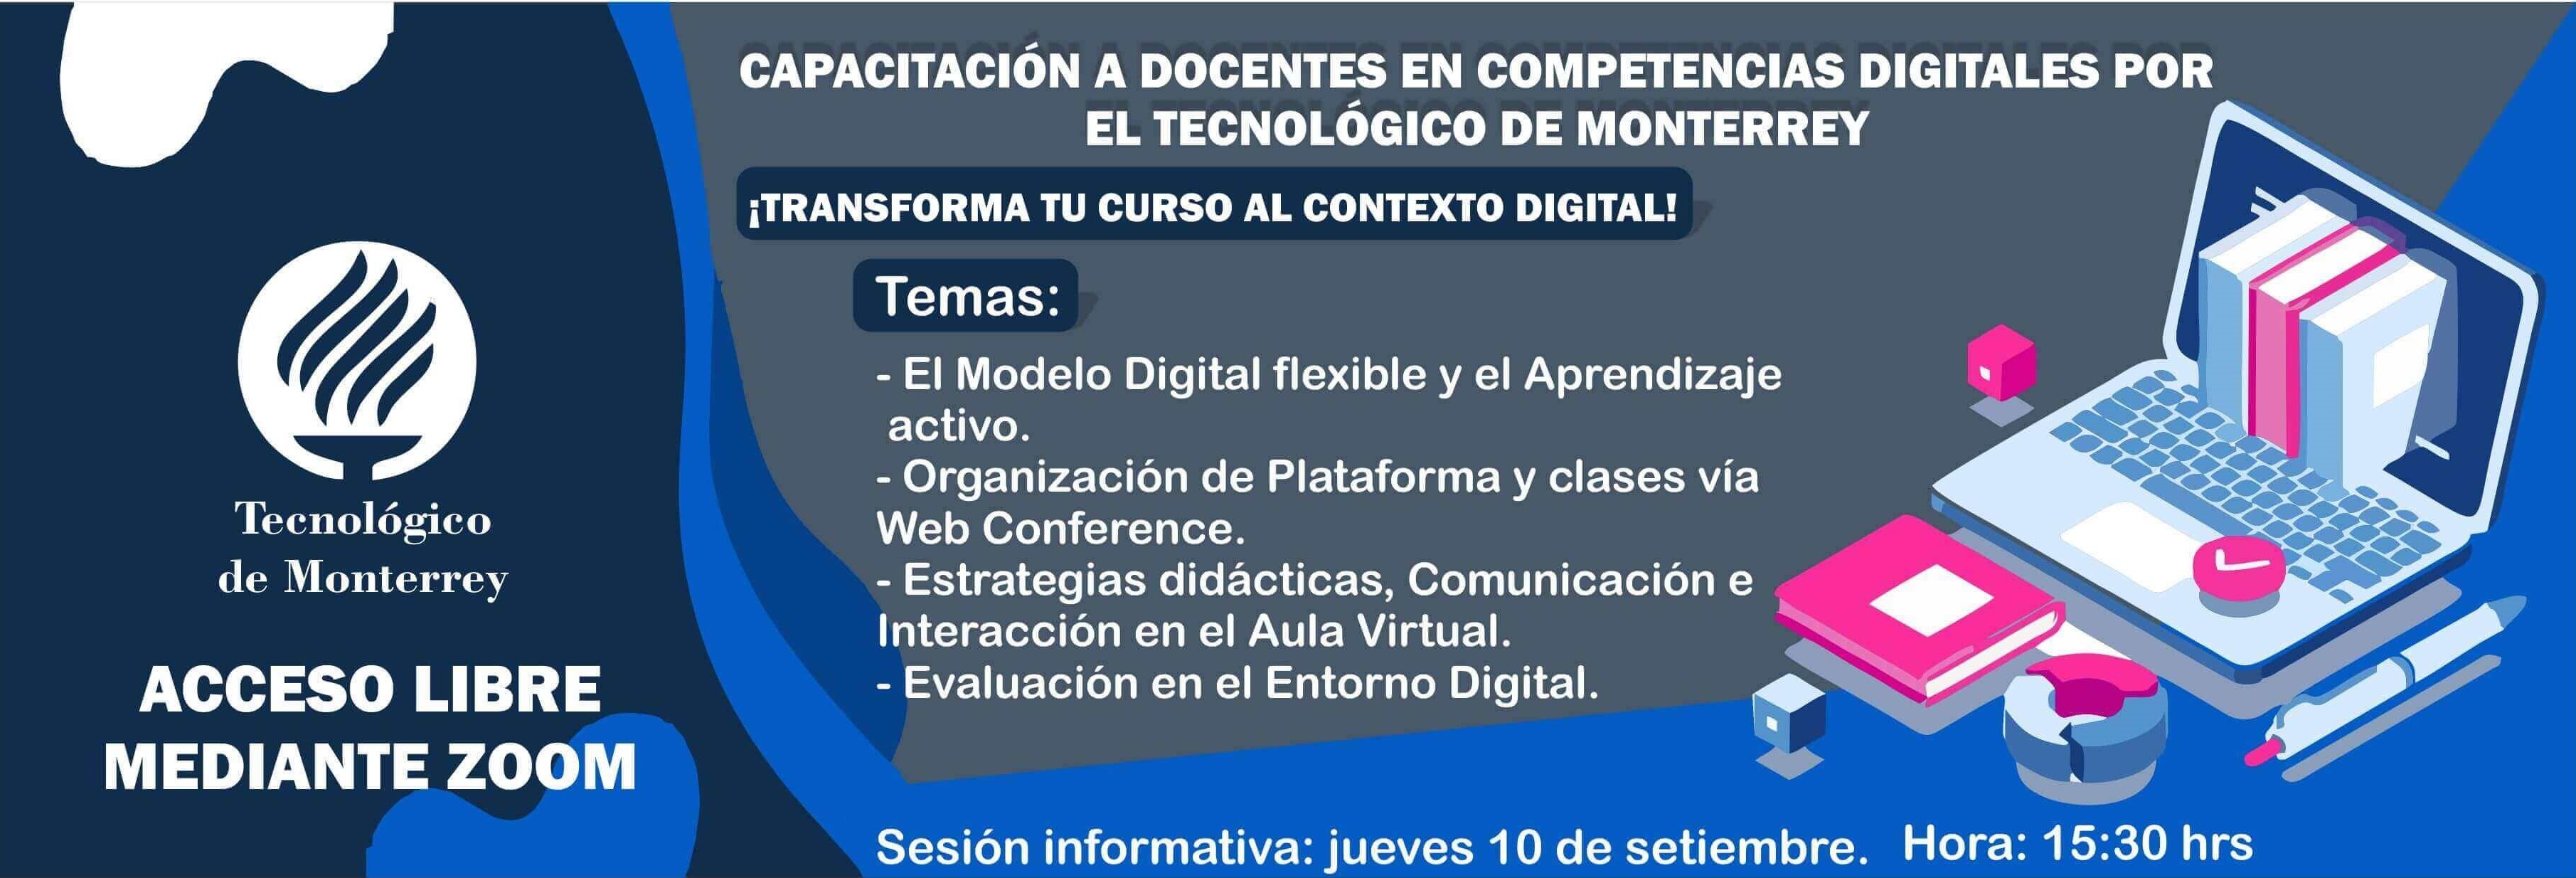 Tecnológico
de Monterrey
ACCESO LIBRE
MEDIANTE ZOOM
CAPACITACIÓN A DOCENTES EN COMPETENCIAS DIGITALES POR
EL TECNOLÓGICO DE MONTERREY
¡TRANSFORMA TU CURSO AL CONTEXTO DIGITAL!
Temas:
- El Modelo Digital flexible y el Aprendizaje
activo.
- Organización de Plataforma y clases vía
Web Conference.
- Estrategias didácticas, Comunicación e
Interacción en el Aula Virtual.
- Evaluación en el Entorno Digital.
Sesión informativa: jueves 10 de setiembre. Hora: 15:30 hrs